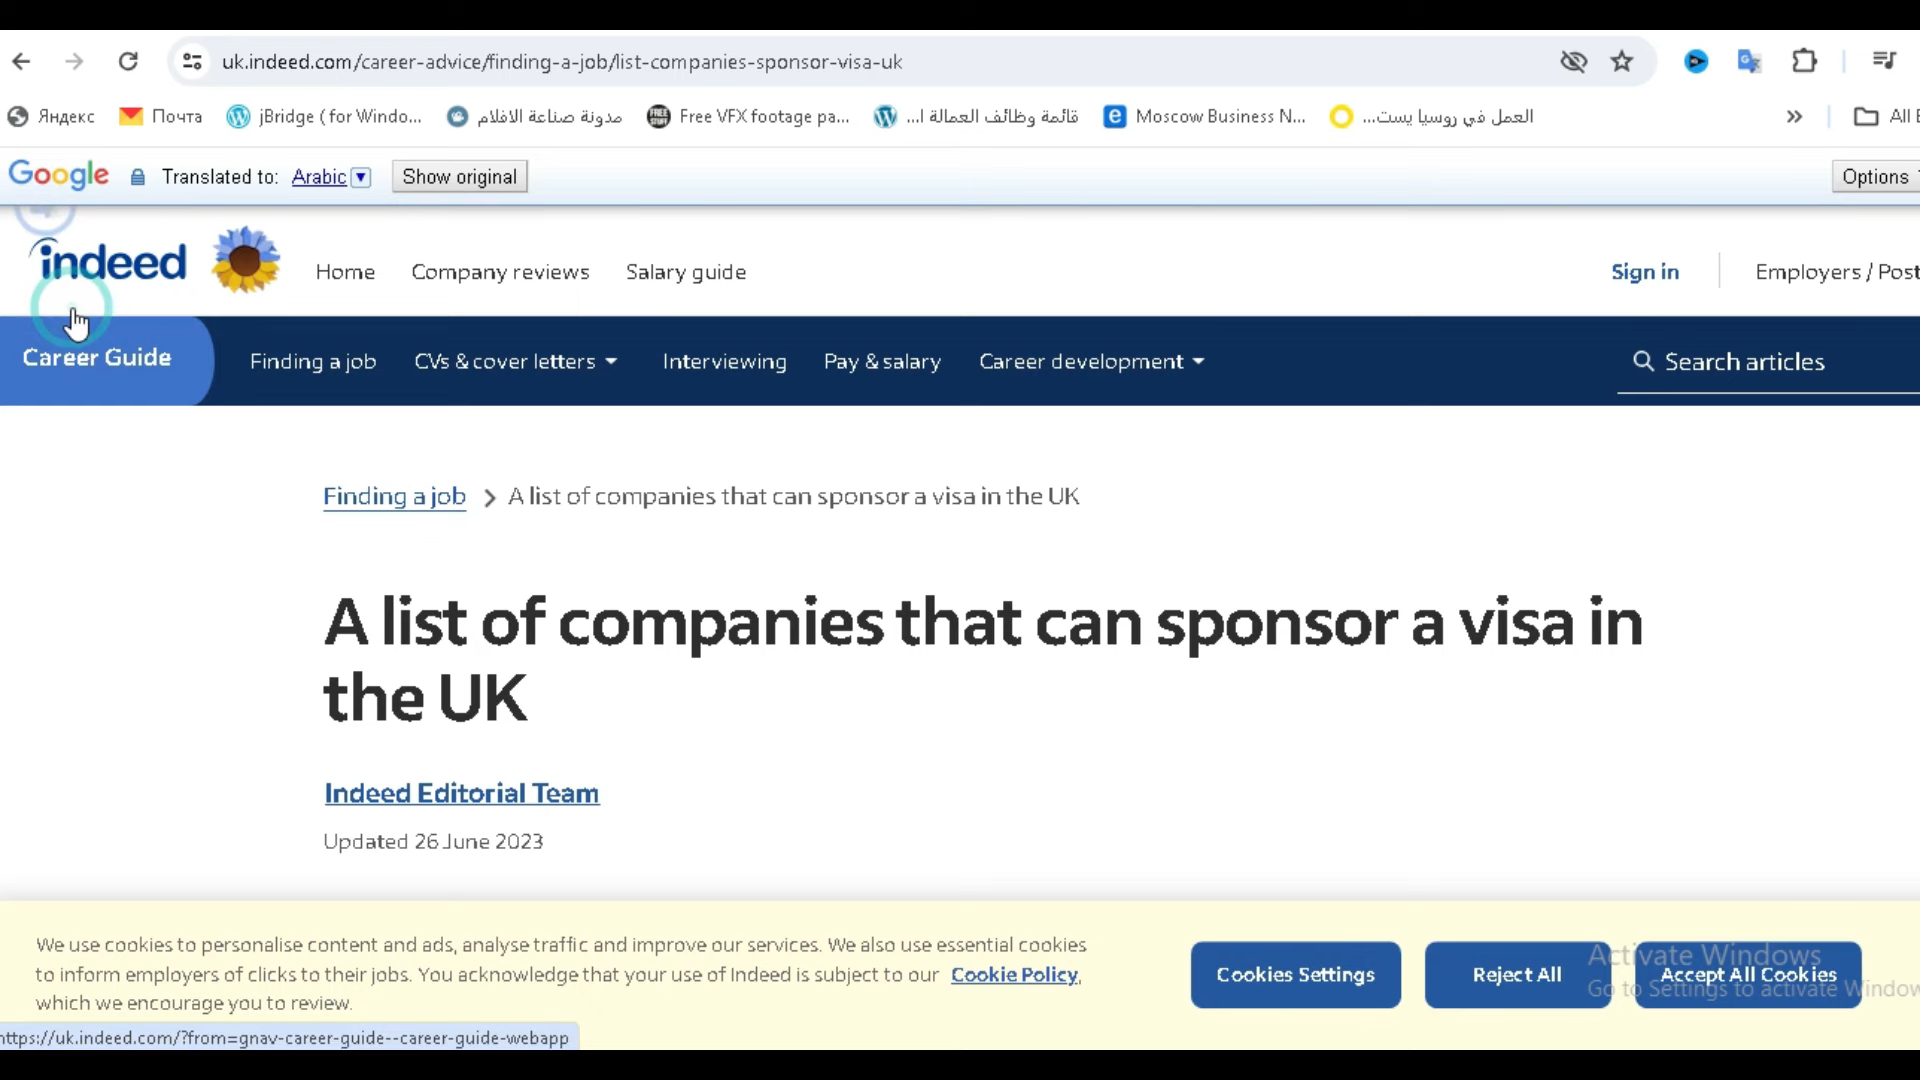 uk.indeed.com/career-advice/finding-a-job/list-companies-sponsor-visa-uk
Яндекс Почта jBridge ( for Windo... مدونة صناعة الافلام Free VFX footage pa... قائمة وظائف العمالة ا... Moscow Business N... العمل في روسيا يست... » All
Google Translated to: Arabic Show original Options
indeed Home Company reviews Salary guide Sign in Employers / Post
Career Guide Finding a job CVs & cover letters Interviewing Pay & salary Career development Search articles
Finding a job > A list of companies that can sponsor a visa in the UK
A list of companies that can sponsor a visa in
the UK
Indeed Editorial Team
Updated 26 June 2023
We use cookies to personalise content and ads, analyse traffic and improve our services. We also use essential cookies
to inform employers of clicks to their jobs. You acknowledge that your use of Indeed is subject to our Cookie Policy,
which we encourage you to review.
Cookies Settings Reject All Accept All Cookies
Activate Windows
Go to Settings to activate Window
https://uk.indeed.com/?from=gnav-career-guide--career-guide-webapp